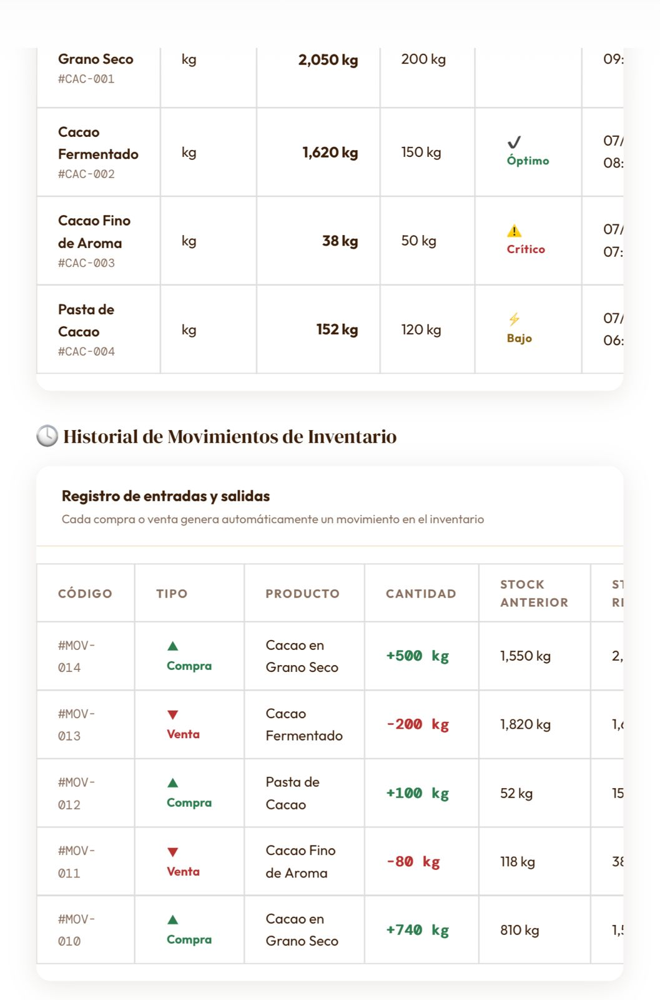 Grano Seco kg 2,050 kg 200 kg 09:
#CAC-001
Cacao
Fermentado
#CAC-002
kg 1,620 kg 150 kg
Óptimo
07/
08:
Cacao Fino
de Aroma
#CAC-003
kg 38 kg 50 kg
Crítico
07/
07:
Pasta de
Cacao
#CAC-004
kg 152 kg 120 kg
Bajo
07/
06:
Historial de Movimientos de Inventario
Registro de entradas y salidas
Cada compra o venta genera automáticamente un movimiento en el inventario
CÓDIGO TIPO PRODUCTO CANTIDAD
STOCK
ANTERIOR
#MOV-
014
Compra
Cacao en
Grano Seco
+500 kg 1,550 kg 2,
#MOV-
013
Venta
Cacao
Fermentado
-200 kg 1,820 kg 1,6
#MOV-
012
Compra
Pasta de
Cacao
+100 kg 52 kg 15
#MOV-
011
Venta
Cacao Fino
de Aroma
-80 kg 118 kg 38
#MOV-
010
Compra
Cacao en
Grano Seco
+740 kg 810 kg 1,5